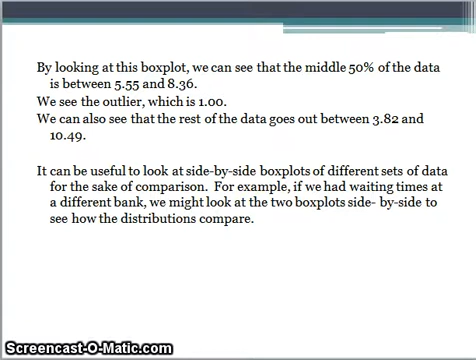 By looking at this boxplot, we can see that the middle 50% of the data
is between 5.55 and 8.36.
We see the outlier, which is 1.00.
We can also see that the rest of the data goes out between 3.82 and
10.49.
It can be useful to look at side-by-side boxplots of different sets of data
for the sake of comparison. For example, if we had waiting times at
a different bank, we might look at the two boxplots side- by-side to
see how the distributions compare.
Screencast-O-Matic.com